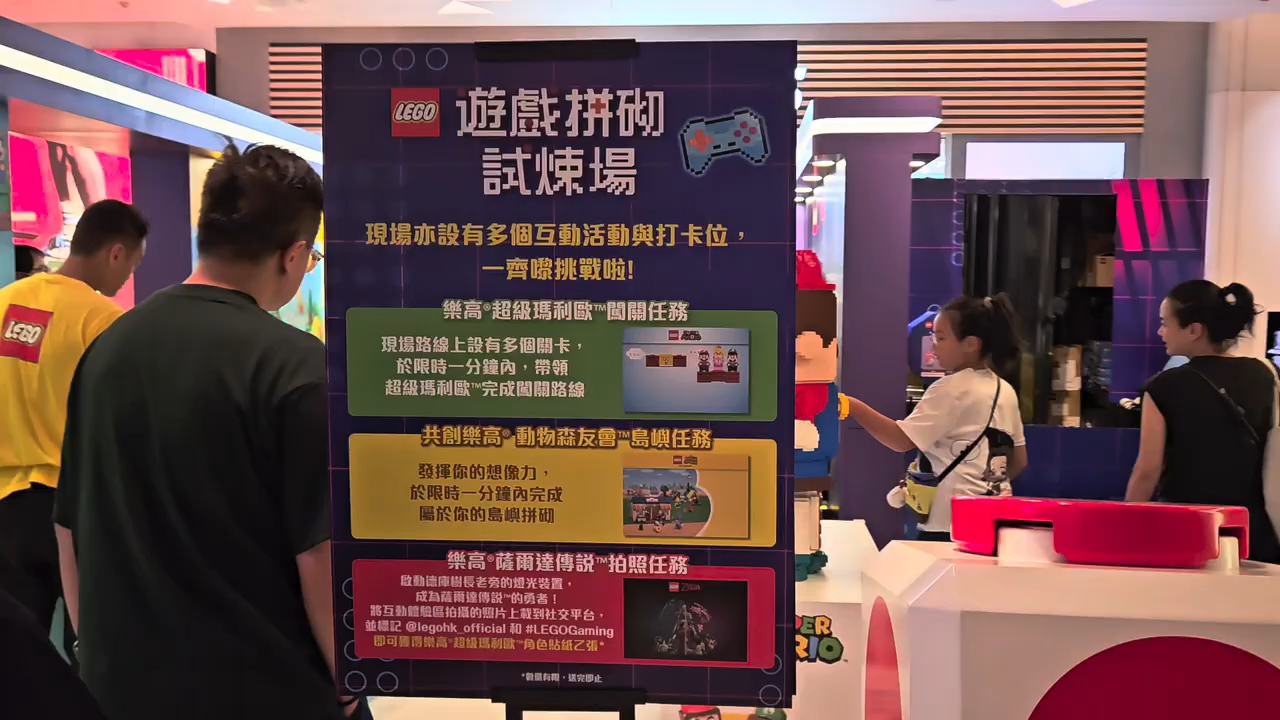 LEGO
LEGO
遊戲拼砌
試煉場
現場亦設有多個互動活動與打卡位，
一齊嚟挑戰啦!
樂高®超級瑪利歐™闖關任務
現場路線上設有多個關卡，
於限時一分鐘內，帶領
超級瑪利歐™完成闖關路線
共創樂高®動物森友會™島嶼任務
發揮你的想像力，
於限時一分鐘內完成
屬於你的島嶼拼砌
樂高®薩爾達傳說™拍照任務
啟動德庫樹長老旁的燈光裝置，
成為薩爾達傳說™的勇者！
將互動體驗區拍攝的照片上載到社交平台，
並標記 @legohk_official 和 #LEGOGaming
即可獲得樂高®超級瑪利歐™角色貼紙乙張*
*數量有限，送完即止